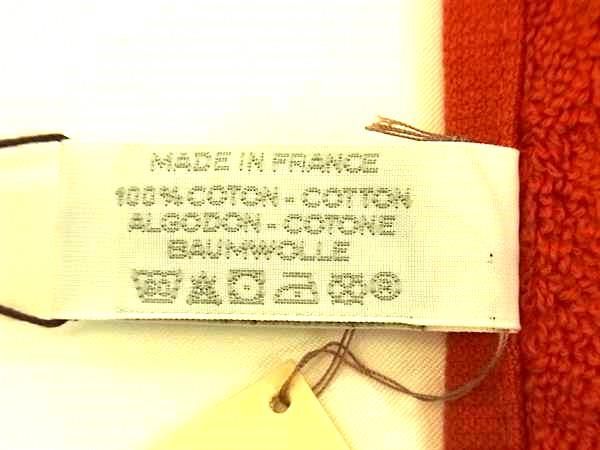 MADE IN FRANCE
100% COTON - COTTON
ALGODON - COTONE
BAUMWOLLE